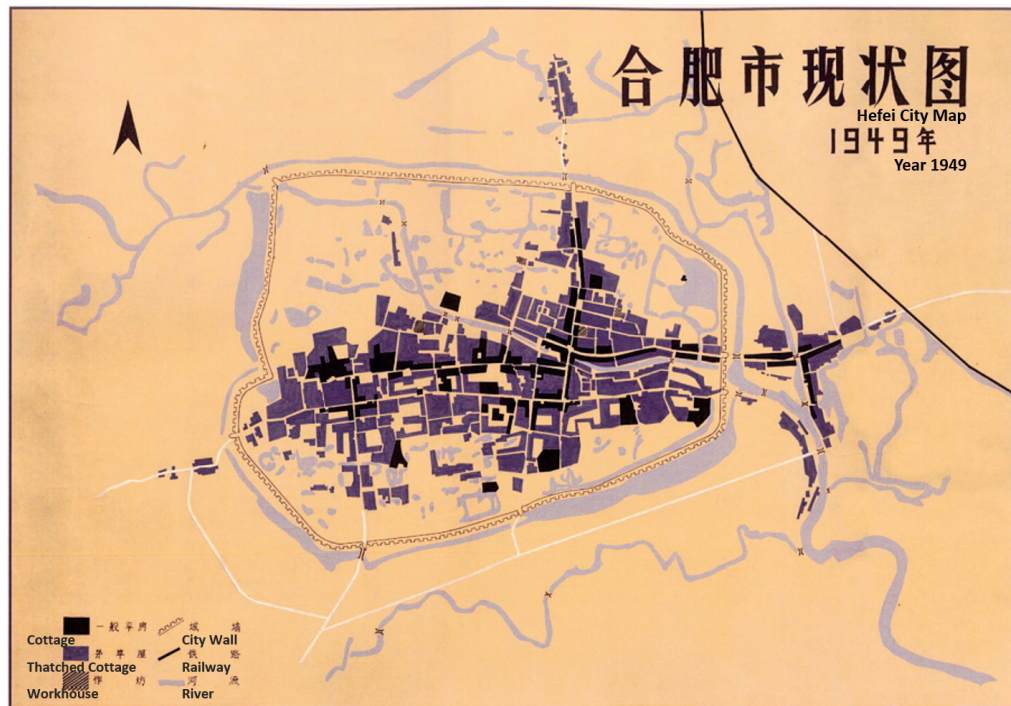 合肥市现状图
Hefei City Map
1949年
Year 1949
一般平房 城墙
Cottage City Wall
茅草屋 铁路
Thatched Cottage Railway
作坊 河流
Workhouse River